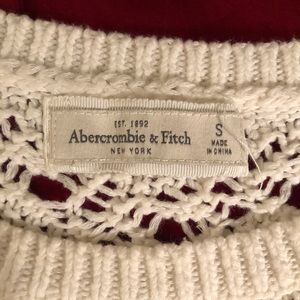 EST. 1892
Abercrombie & Fitch
NEW YORK
S
MADE
IN CHINA